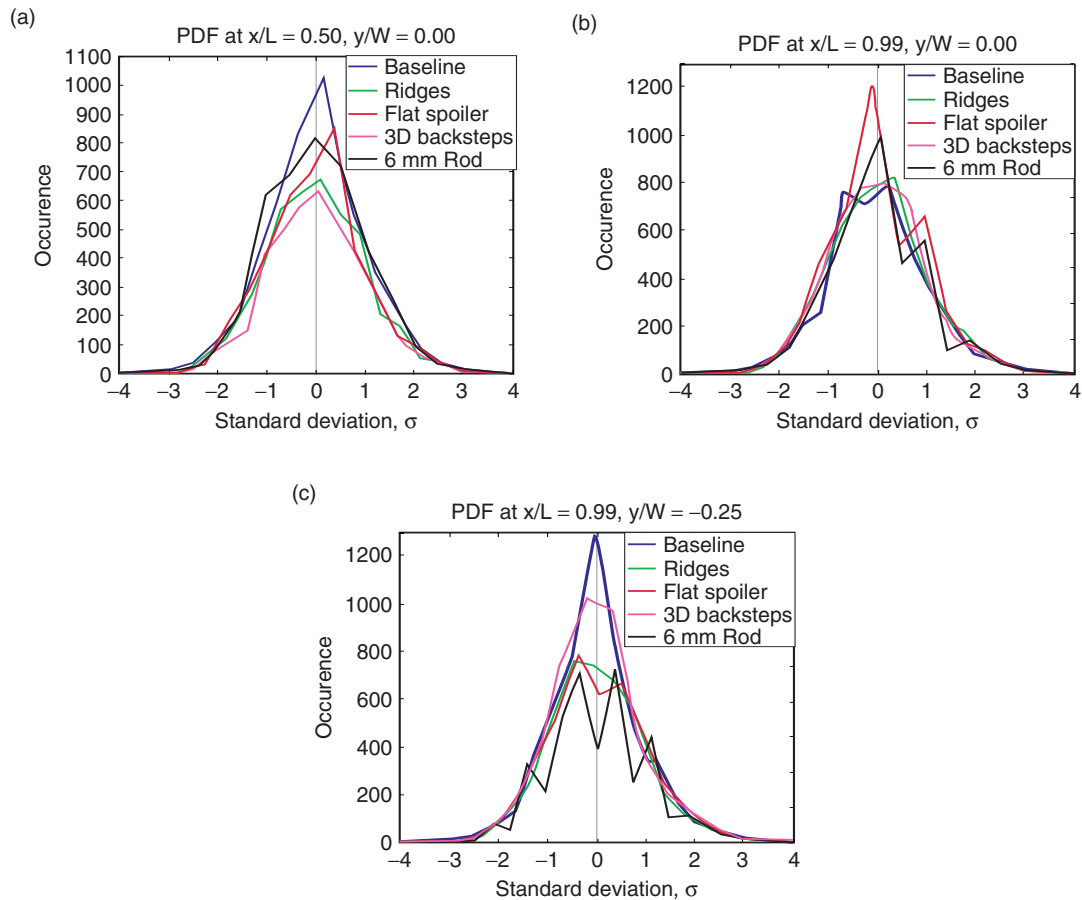 (a)
PDF at x/L = 0.50, y/W = 0.00
1100
1000
900
800
700
600
500
400
300
200
100
0
Occurence
Baseline
Ridges
Flat spoiler
3D backsteps
6 mm Rod
−4 −3 −2 −1 0 1 2 3 4
Standard deviation, σ
(b)
PDF at x/L = 0.99, y/W = 0.00
1200
1000
800
600
400
200
0
Occurence
Baseline
Ridges
Flat spoiler
3D backsteps
6 mm Rod
−4 −3 −2 −1 0 1 2 3 4
Standard deviation, σ
(c)
PDF at x/L = 0.99, y/W = −0.25
1200
1000
800
600
400
200
0
Occurence
Baseline
Ridges
Flat spoiler
3D backsteps
6 mm Rod
−4 −3 −2 −1 0 1 2 3 4
Standard deviation, σ